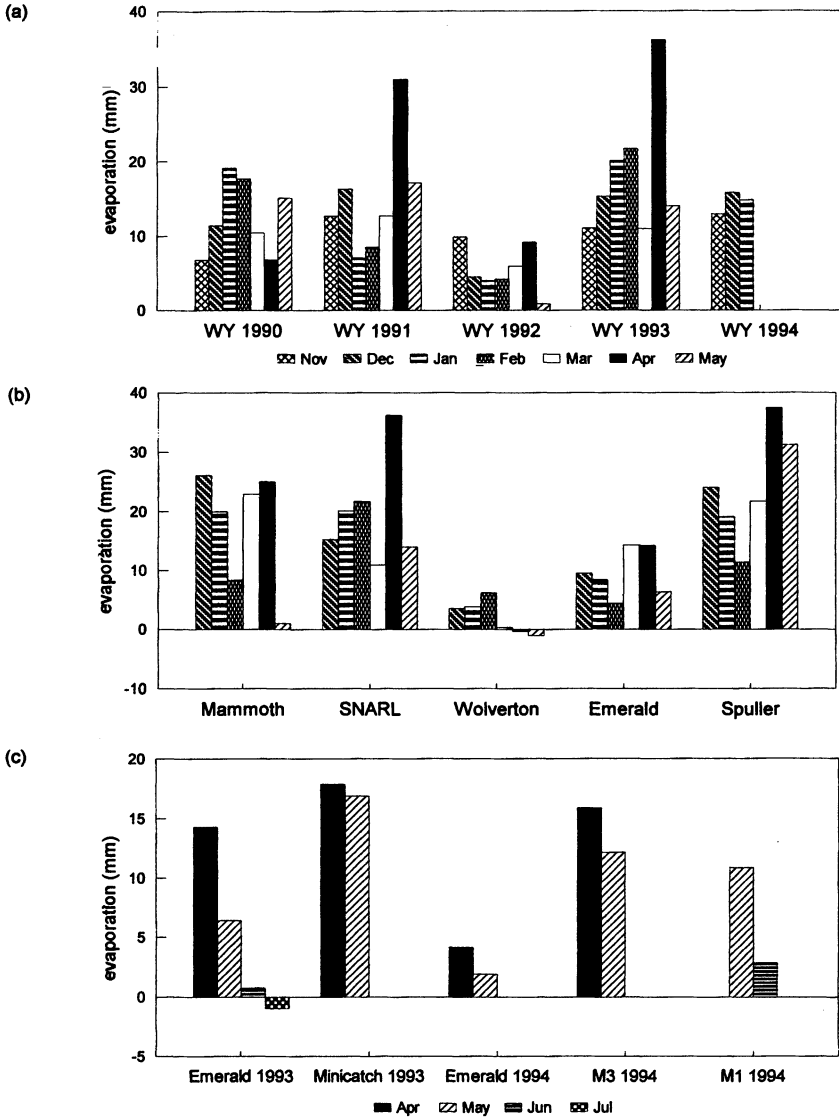 (a)
40
30
20
10
0
evaporation (mm)
WY 1990 WY 1991 WY 1992 WY 1993 WY 1994
Nov Dec Jan Feb Mar Apr May
(b)
40
30
20
10
0
-10
evaporation (mm)
Mammoth SNARL Wolverton Emerald Spuller
(c)
20
15
10
5
0
-5
evaporation (mm)
Emerald 1993 Minicatch 1993 Emerald 1994 M3 1994 M1 1994
Apr May Jun Jul